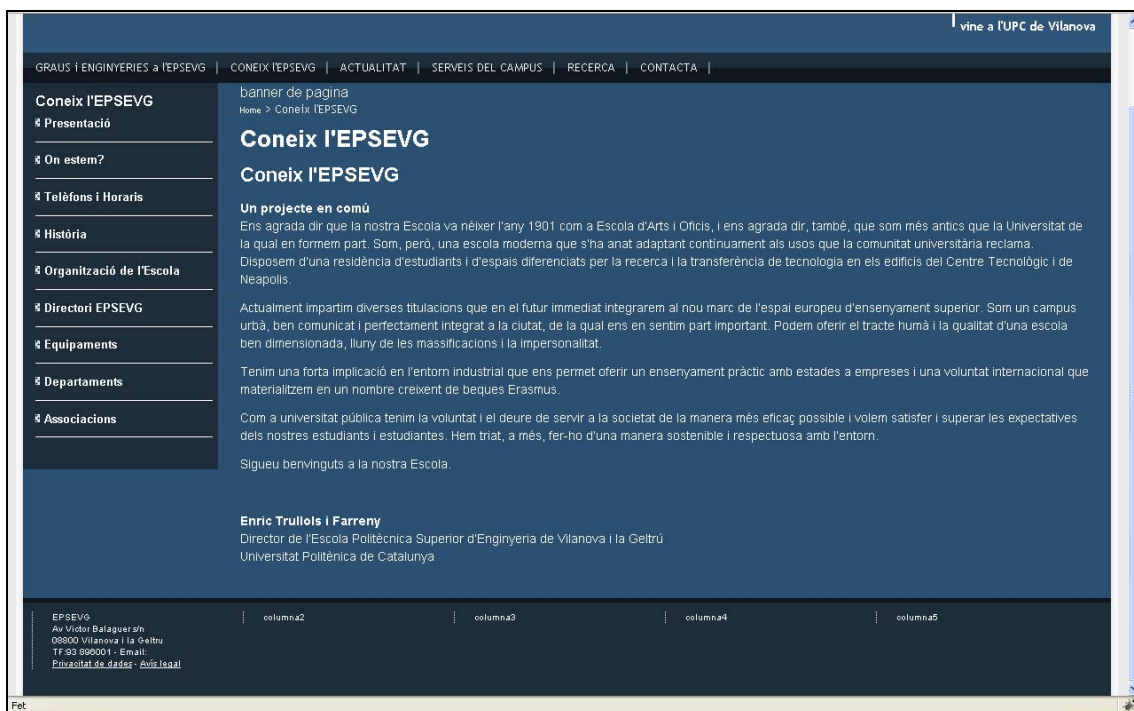 vine a l'UPC de Vilanova
GRAUS i ENGINYERIES a l'EPSEVG | CONEIX l'EPSEVG | ACTUALITAT | SERVEIS DEL CAMPUS | RECERCA | CONTACTA |
Coneix l'EPSEVG
Presentació
On estem?
Telèfons i Horaris
Història
Organització de l'Escola
Directori EPSEVG
Equipaments
Departaments
Associacions
banner de pagina
Home > Coneix l'EPSEVG
Coneix l'EPSEVG
Coneix l'EPSEVG
Un projecte en comú
Ens agrada dir que la nostra Escola va néixer l'any 1901 com a Escola d'Arts i Oficis, i ens agrada dir, també, que som més antics que la Universitat de
la qual en formem part. Som, però, una escola moderna que s'ha anat adaptant contínuament als usos que la comunitat universitària reclama.
Disposem d'una residència d'estudiants i d'espais diferenciats per la recerca i la transferència de tecnologia en els edificis del Centre Tecnològic i de
Neapolis.
Actualment impartim diverses titulacions que en el futur immediat integrarem al nou marc de l'espai europeu d'ensenyament superior. Som un campus
urbà, ben comunicat i perfectament integrat a la ciutat, de la qual ens en sentim part important. Podem oferir el tracte humà i la qualitat d'una escola
ben dimensionada, lluny de les massificacions i la impersonalitat.
Tenim una forta implicació en l'entorn industrial que ens permet oferir un ensenyament pràctic amb estades a empreses i una voluntat internacional que
materialitzem en un nombre creixent de beques Erasmus.
Com a universitat pública tenim la voluntat i el deure de servir a la societat de la manera més eficaç possible i volem satisfer i superar les expectatives
dels nostres estudiants i estudiantes. Hem triat, a més, fer-ho d'una manera sostenible i respectuosa amb l'entorn.
Sigueu benvinguts a la nostra Escola.
Enric Trullols i Farreny
Director de l'Escola Politècnica Superior d'Enginyeria de Vilanova i la Geltrú
Universitat Politènica de Catalunya
EPSEVG
Av Victor Balaguer s/n
08800 Vilanova i la Geltru
TF:93 896001 - Email:
Privacitat de dades - Avís legal
columna2
columna3
columna4
columna5
Fet